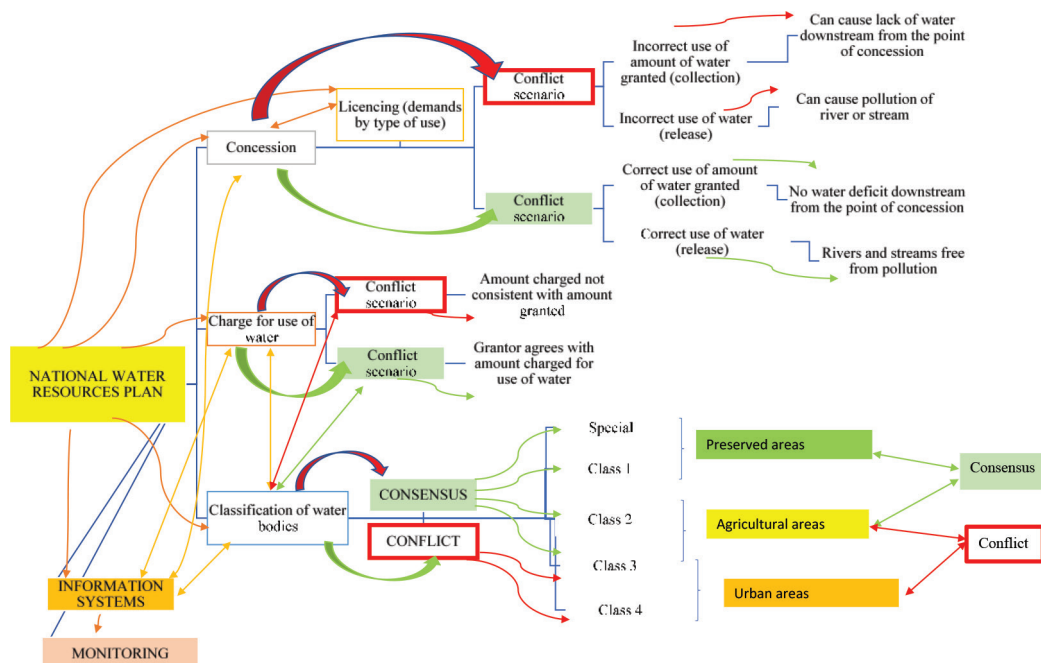 Can cause lack of water
downstream from the point
of concession
Incorrect use of
amount of water
granted (collection)
Conflict
scenario
Licencing (demands
by type of use)
Can cause pollution of
river or stream
Incorrect use of water
(release)
Concession
Correct use of amount
of water granted
(collection)
No water deficit downstream
from the point of concession
Conflict
scenario
Correct use of water
(release)
Rivers and streams free
from pollution
Conflict
scenario
Amount charged not
consistent with amount
granted
Charge for use of
water
Conflict
scenario
Grantor agrees with
amount charged for
use of water
NATIONAL WATER
RESOURCES PLAN
Special
Preserved areas
Class 1
Consensus
CONSENSUS
Classification of water
bodies
Class 2
Agricultural areas
CONFLICT
Conflict
Class 3
INFORMATION
SYSTEMS
Urban areas
Class 4
MONITORING